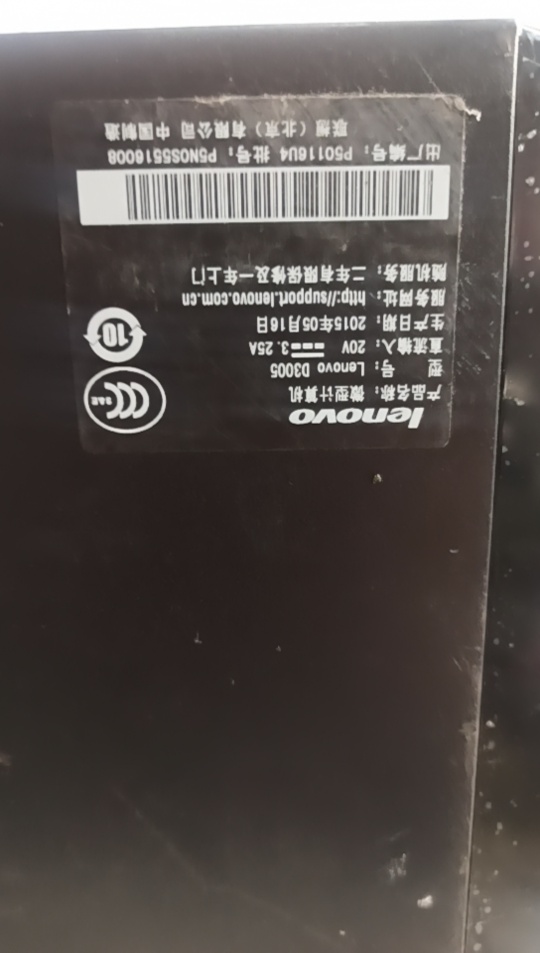 lenovo
产品名称: 微型计算机
型 号: Lenovo D3005
直流输入: 20V 3.25A
生产日期: 2015年05月16日
服务网址: http://support.lenovo.com.cn
随机服务: 二年有限保修及一年上门
出厂编号: P50116U4 批号: P5N0S5516008
联想（北京）有限公司 中国制造
CCC
S&E
10